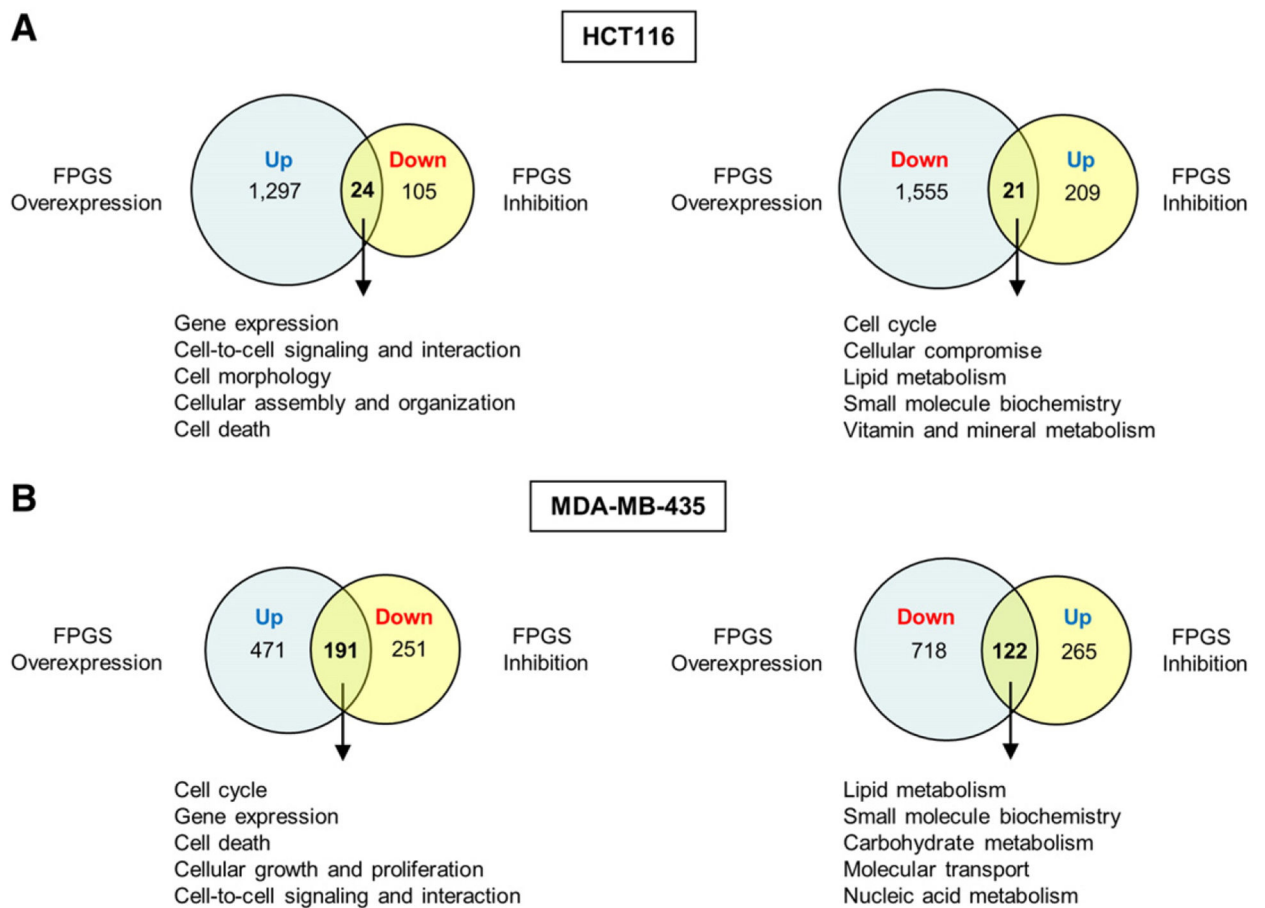 A
HCT116
FPGS
Overexpression
Up
1,297
24
Down
105
FPGS
Inhibition
Gene expression
Cell-to-cell signaling and interaction
Cell morphology
Cellular assembly and organization
Cell death
FPGS
Overexpression
Down
1,555
21
Up
209
FPGS
Inhibition
Cell cycle
Cellular compromise
Lipid metabolism
Small molecule biochemistry
Vitamin and mineral metabolism
B
MDA-MB-435
FPGS
Overexpression
Up
471
191
Down
251
FPGS
Inhibition
Cell cycle
Gene expression
Cell death
Cellular growth and proliferation
Cell-to-cell signaling and interaction
FPGS
Overexpression
Down
718
122
Up
265
FPGS
Inhibition
Lipid metabolism
Small molecule biochemistry
Carbohydrate metabolism
Molecular transport
Nucleic acid metabolism